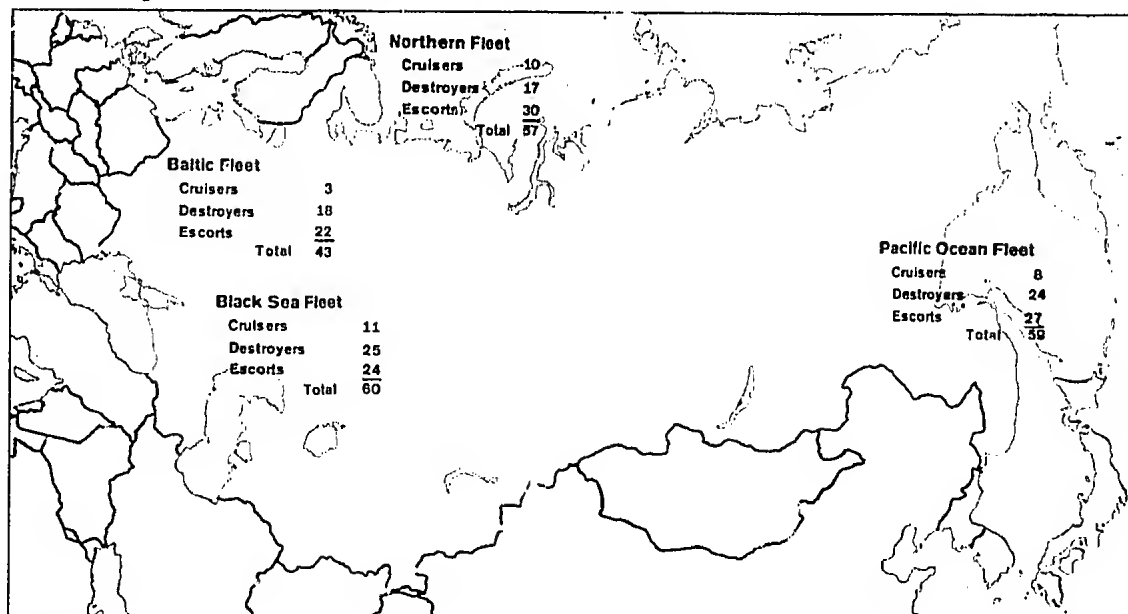 Northern Fleet
Cruisers 10
Destroyers 17
Escorts 30
Total 57
Baltic Fleet
Cruisers 3
Destroyers 18
Escorts 22
Total 43
Pacific Ocean Fleet
Cruisers 8
Destroyers 24
Escorts 27
Total 59
Black Sea Fleet
Cruisers 11
Destroyers 25
Escorts 24
Total 60